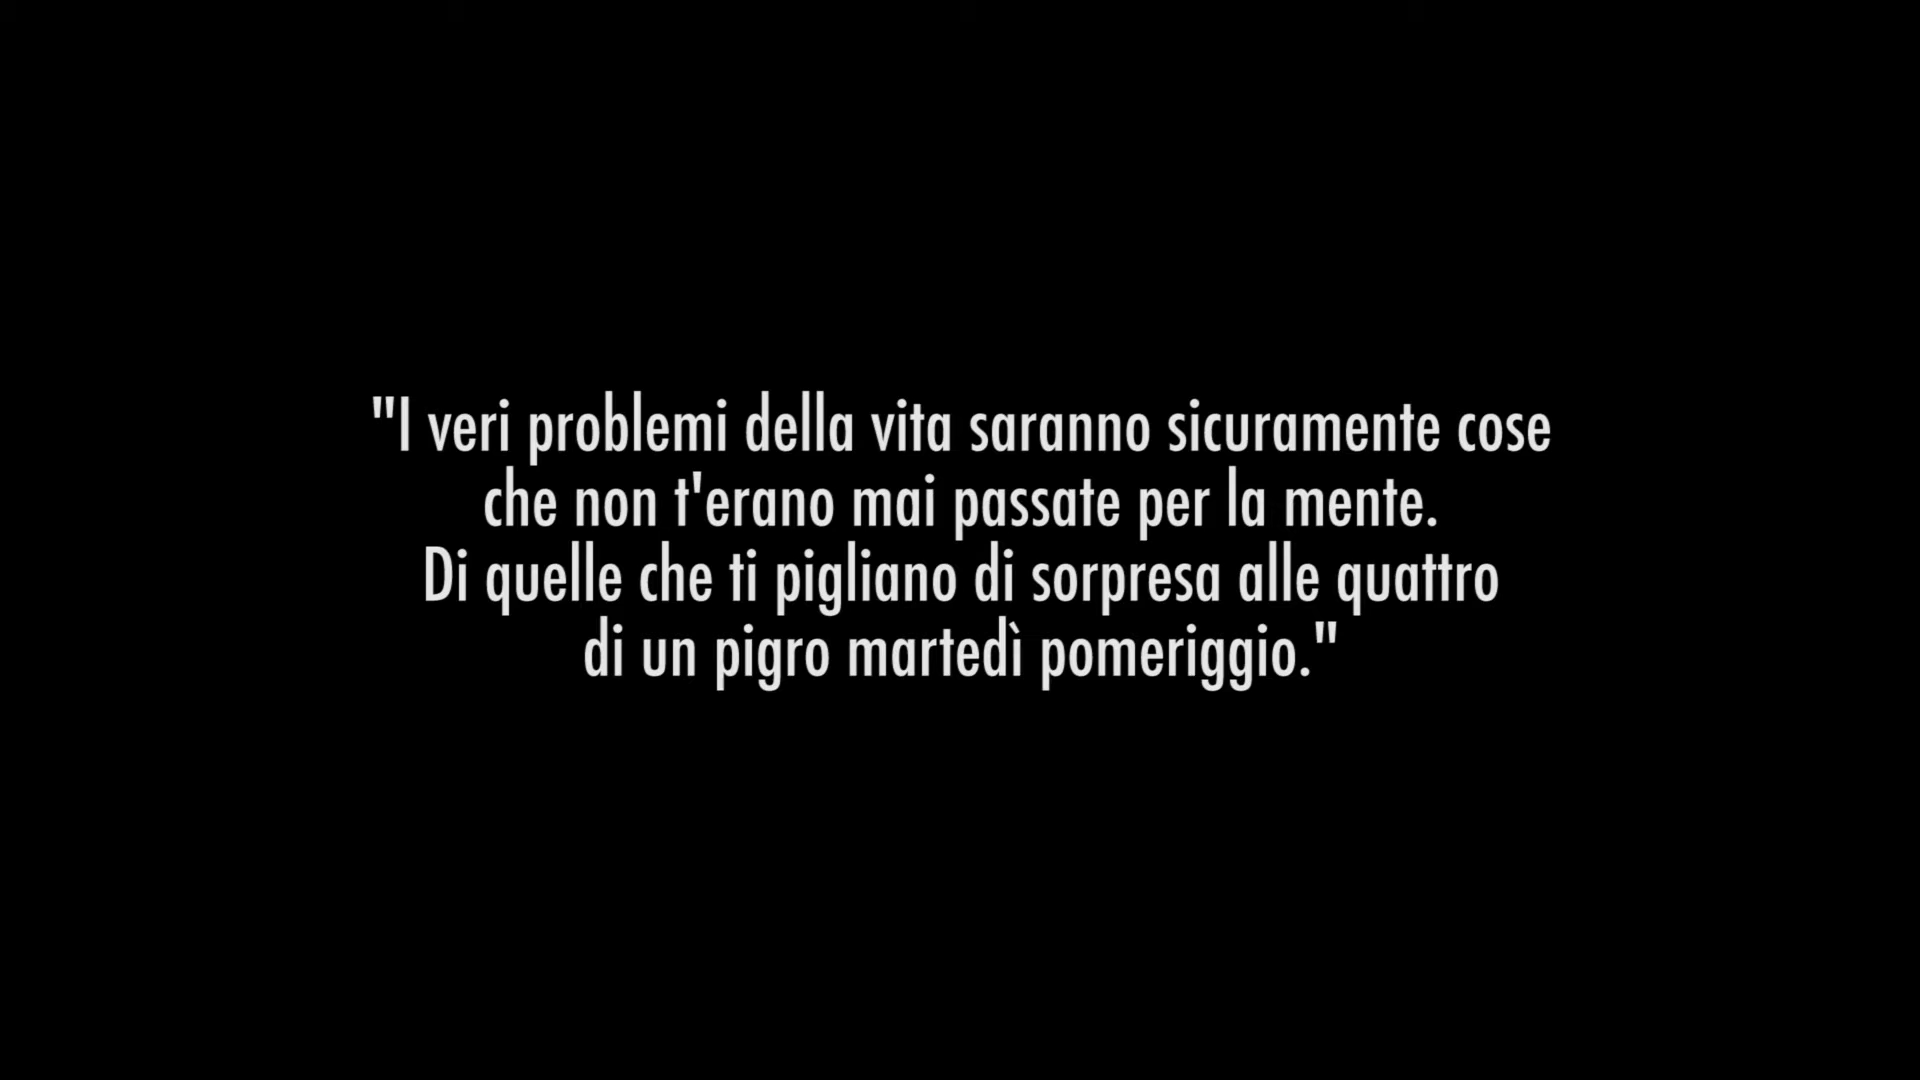 "I veri problemi della vita saranno sicuramente cose
che non t'erano mai passate per la mente.
Di quelle che ti pigliano di sorpresa alle quattro
di un pigro martedì pomeriggio."